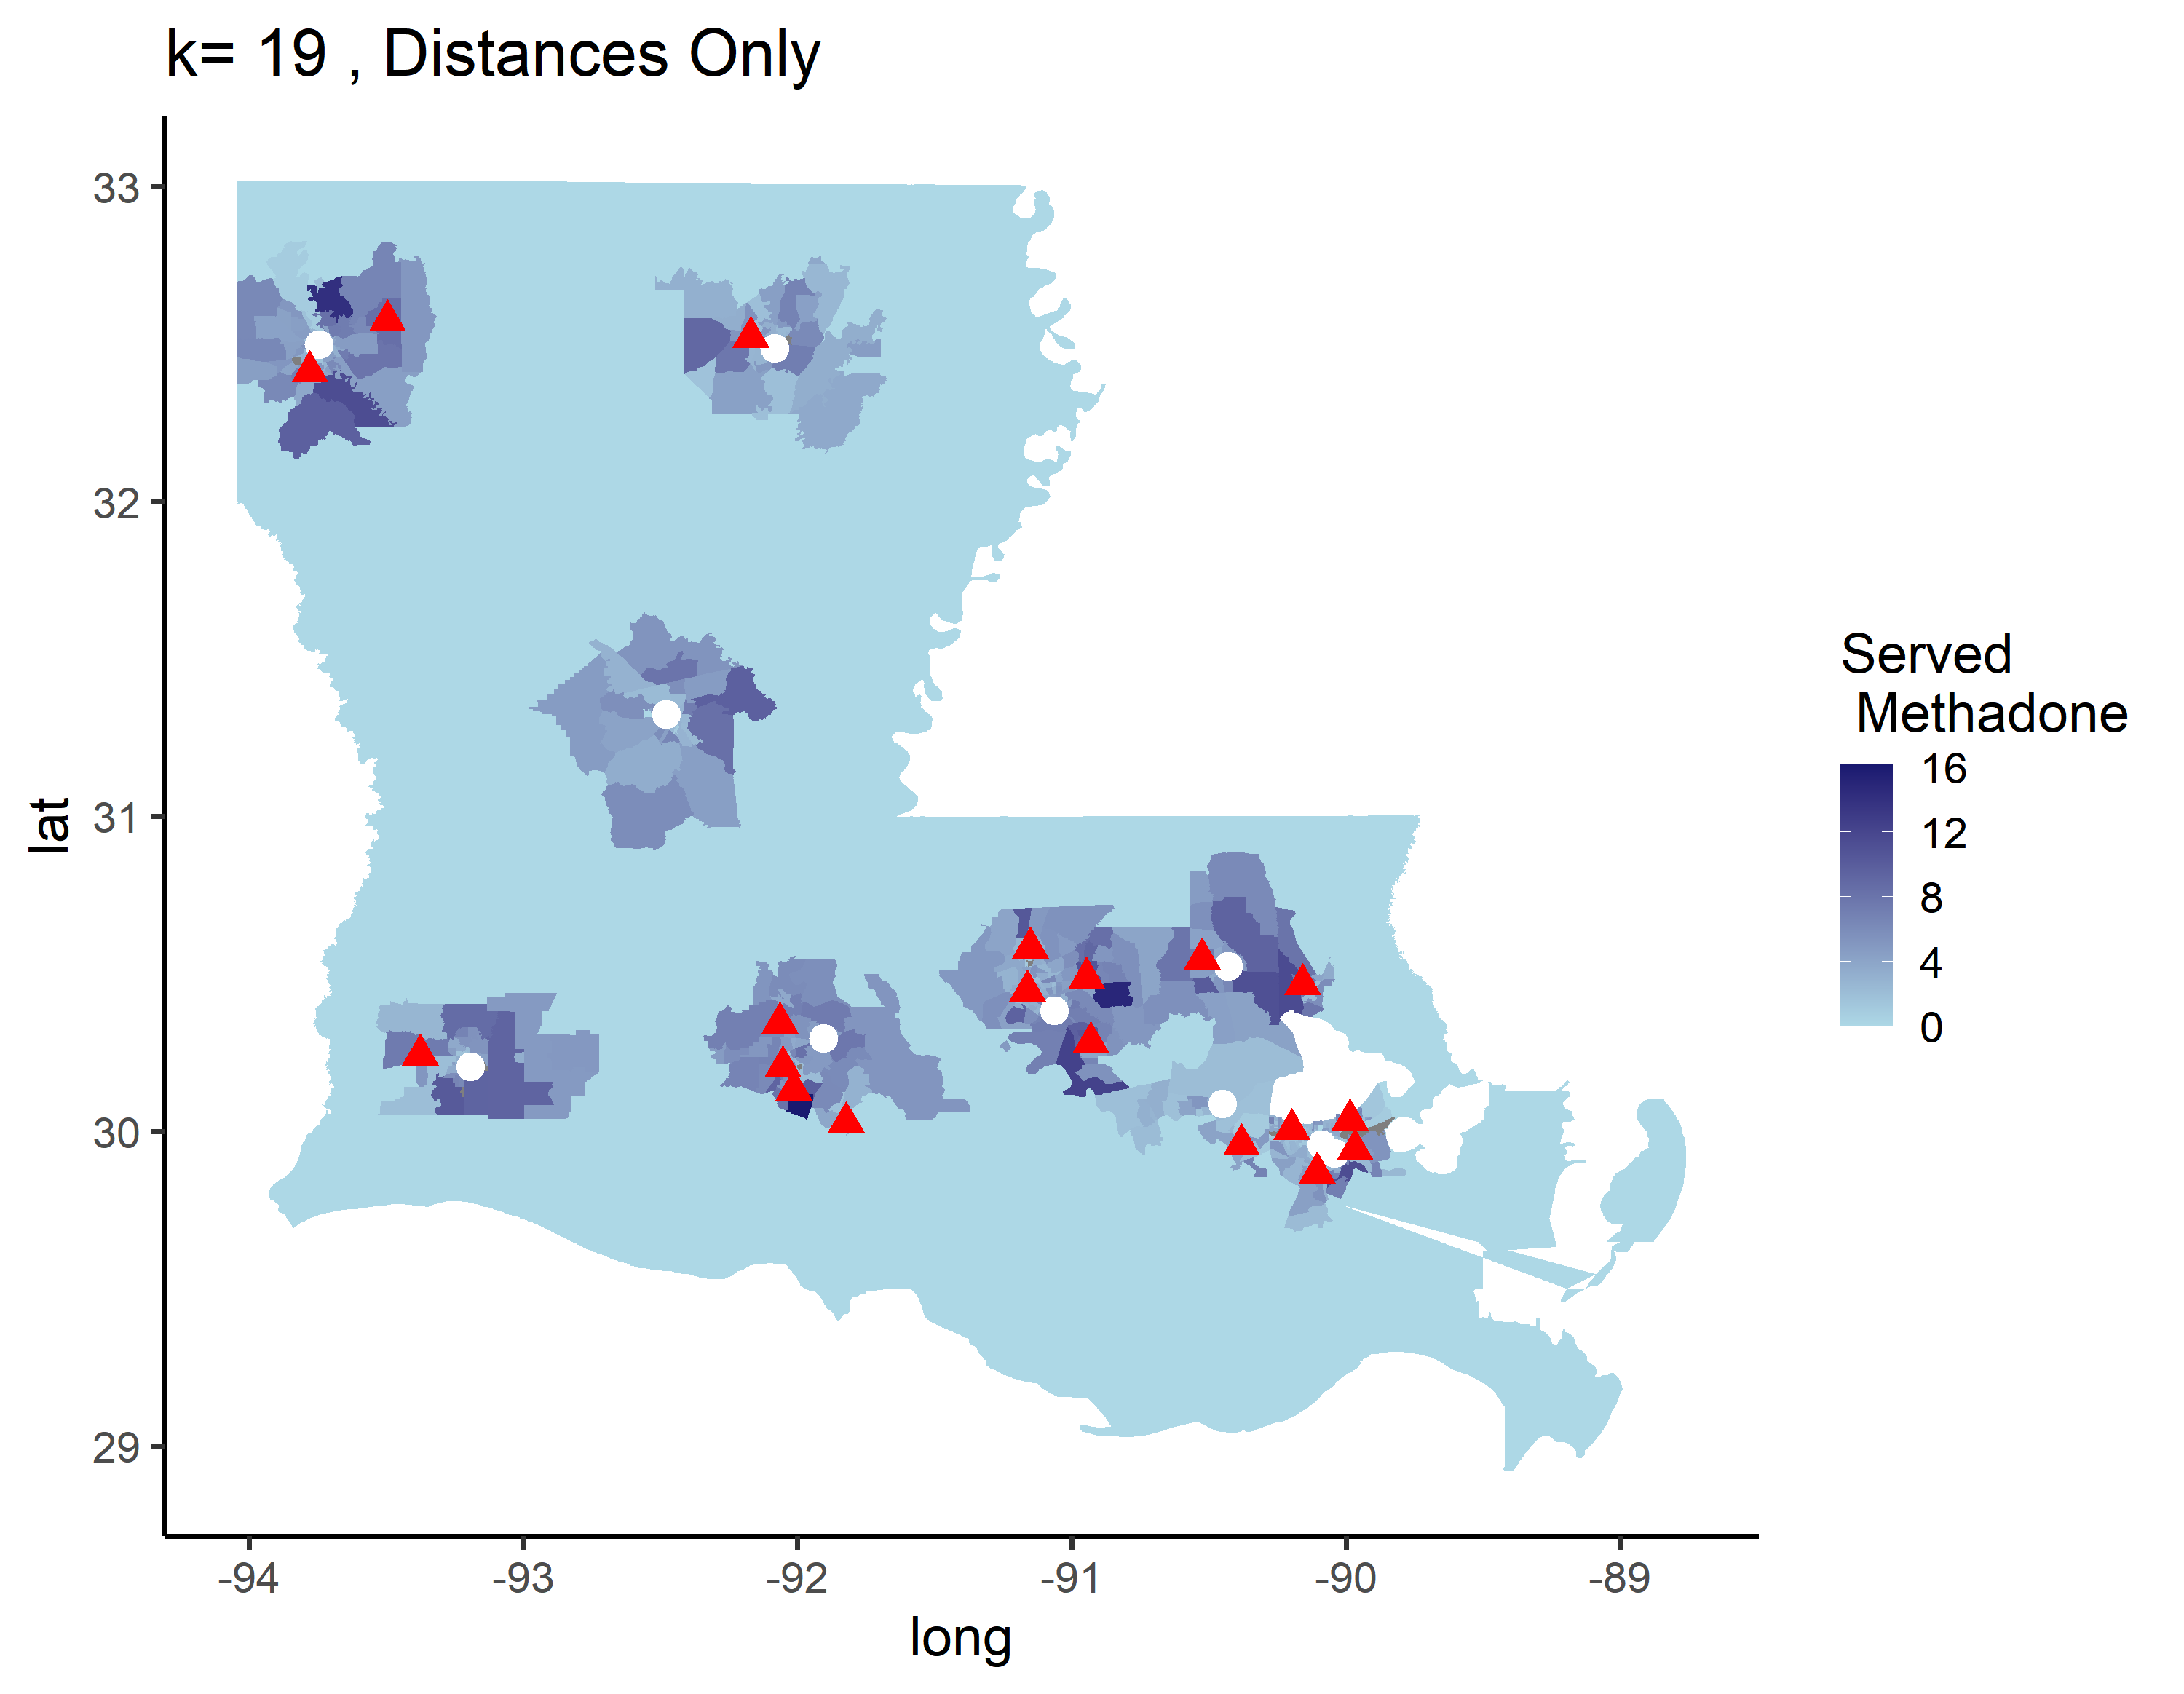 k= 19 , Distances Only
33
32
31
30
29
lat
-94 -93 -92 -91 -90 -89
long
Served
Methadone
16
12
8
4
0